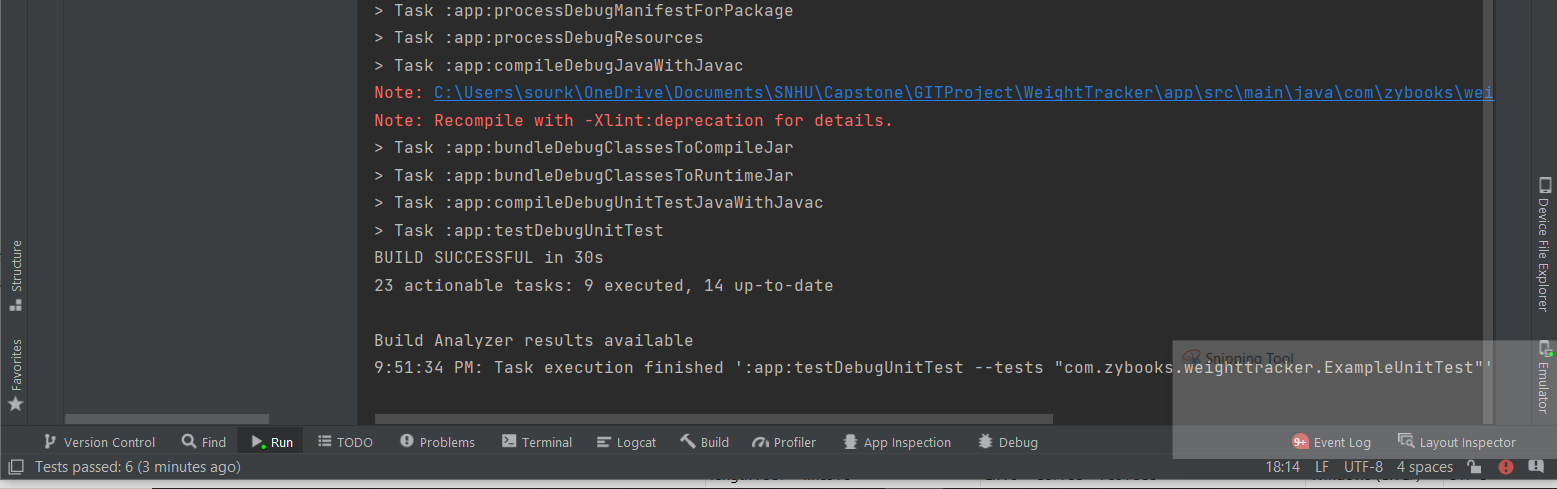 > Task :app:processDebugManifestForPackage
> Task :app:processDebugResources
> Task :app:compileDebugJavaWithJavac
Note: C:\Users\sourk\OneDrive\Documents\SNHU\Capstone\GITProject\WeightTracker\app\src\main\java\com\zybooks\wei
Note: Recompile with -Xlint:deprecation for details.
> Task :app:bundleDebugClassesToCompileJar
> Task :app:bundleDebugClassesToRuntimeJar
> Task :app:compileDebugUnitTestJavaWithJavac
> Task :app:testDebugUnitTest
BUILD SUCCESSFUL in 30s
23 actionable tasks: 9 executed, 14 up-to-date
Build Analyzer results available
9:51:34 PM: Task execution finished ':app:testDebugUnitTest --tests "com.zybooks.weighttracker.ExampleUnitTest"'
Snipping Tool
Structure
Favorites
Device File Explorer
Emulator
Version Control Find Run TODO Problems Terminal Logcat Build Profiler App Inspection Debug 9+ Event Log Layout Inspector
Tests passed: 6 (3 minutes ago) 18:14 LF UTF-8 4 spaces